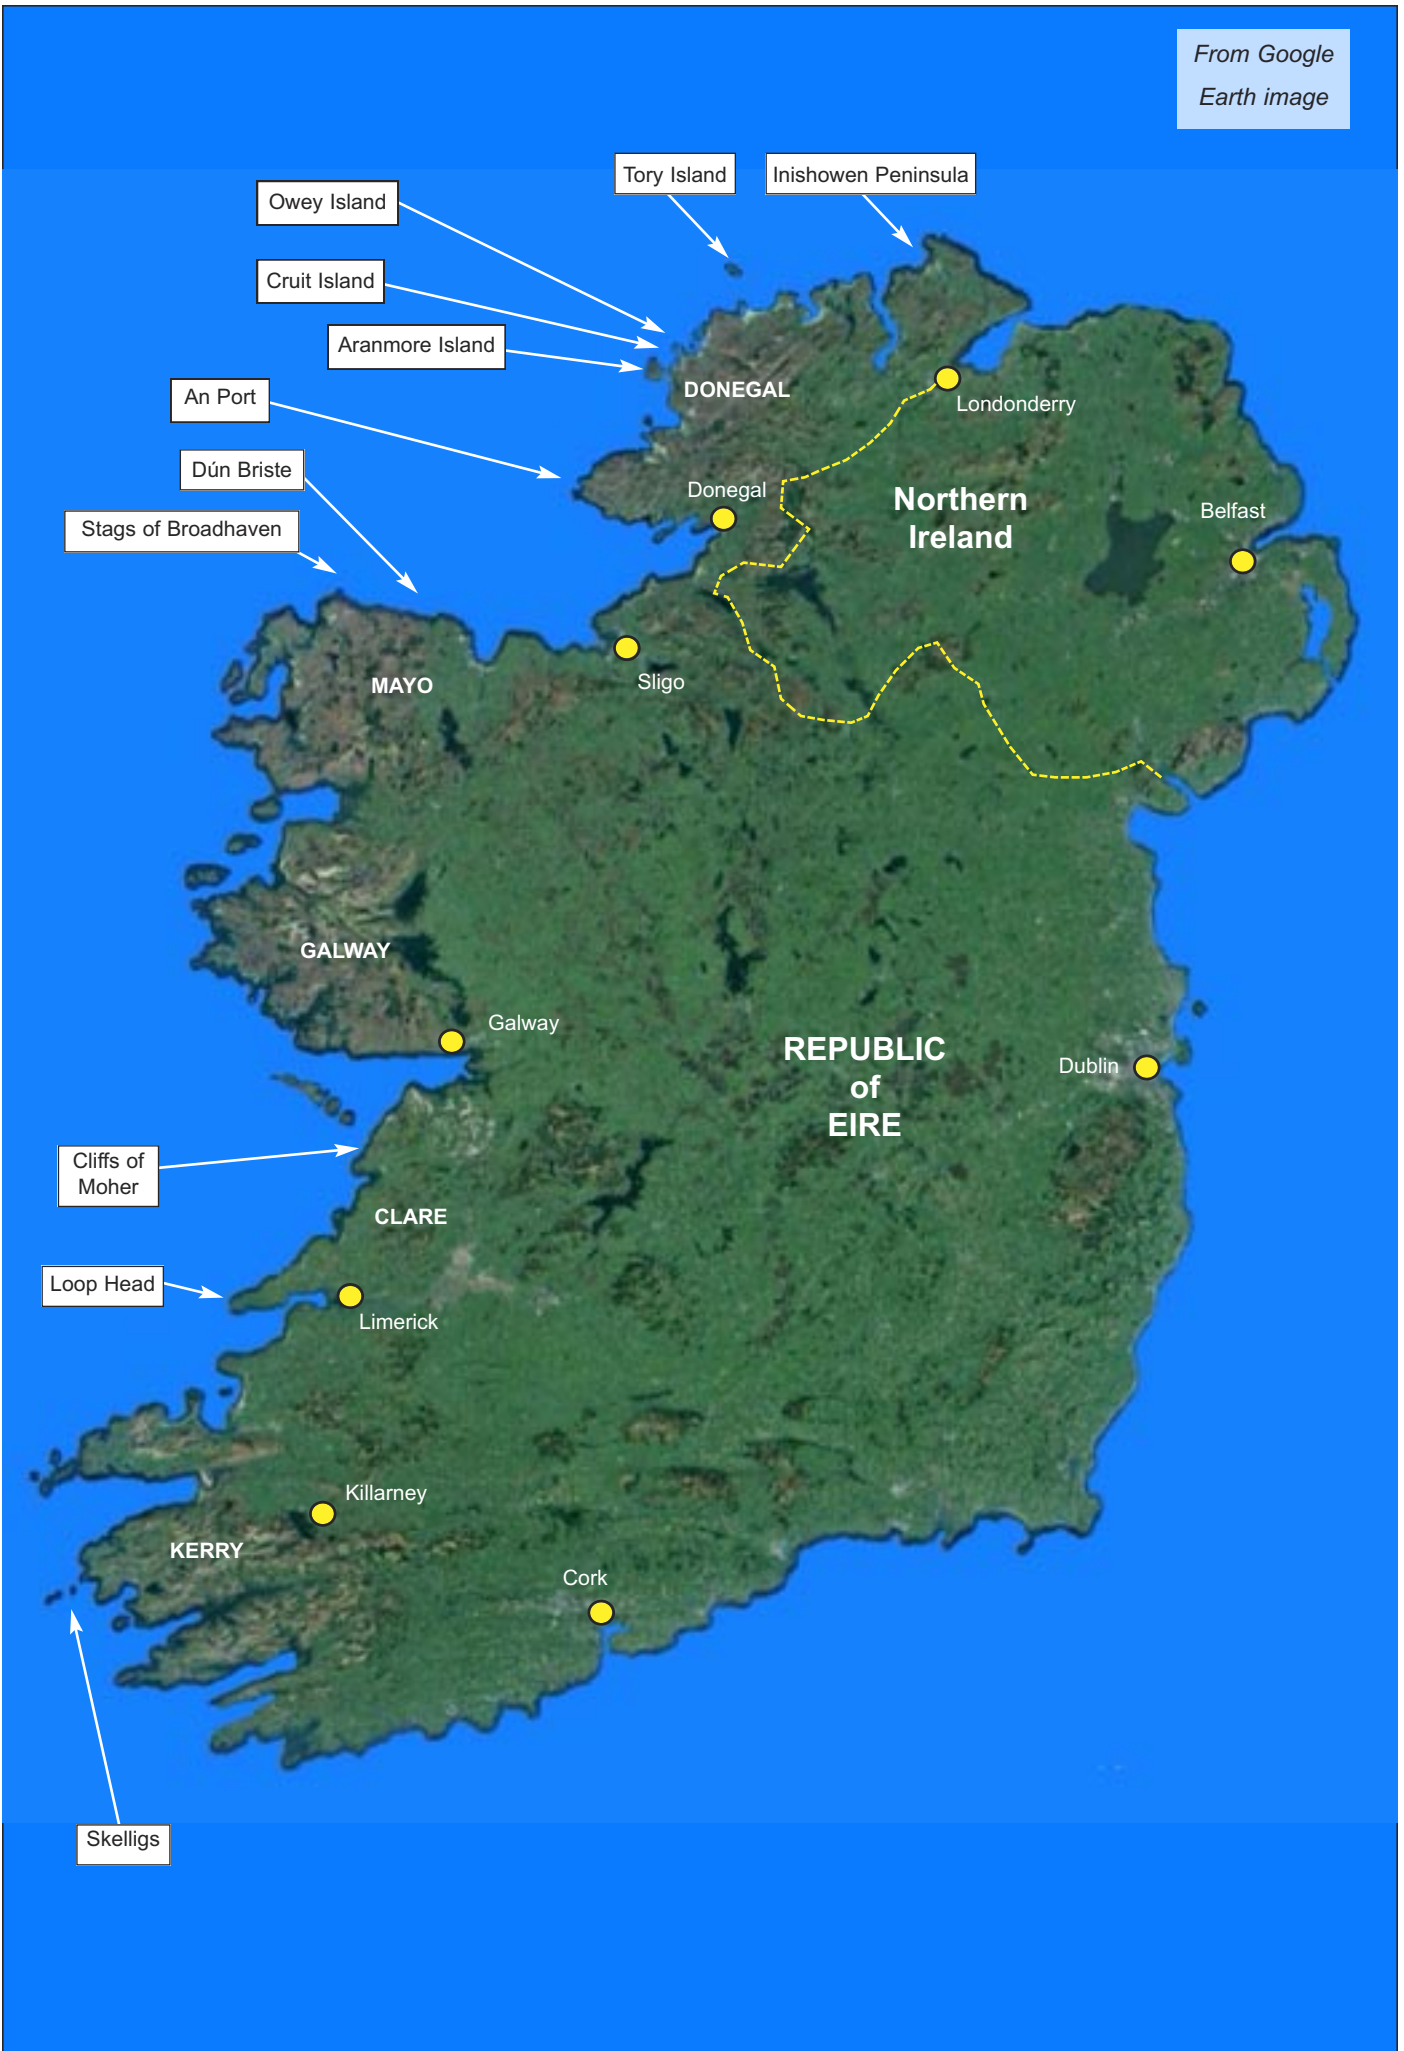 From Google
Earth image
Tory Island
Inishowen Peninsula
Owey Island
Cruit Island
Aranmore Island
DONEGAL
An Port
Londonderry
Dún Briste
Donegal
Northern
Ireland
Stags of Broadhaven
Belfast
Sligo
MAYO
GALWAY
Galway
REPUBLIC
of
EIRE
Dublin
Cliffs of
Moher
CLARE
Loop Head
Limerick
Killarney
KERRY
Cork
Skelligs